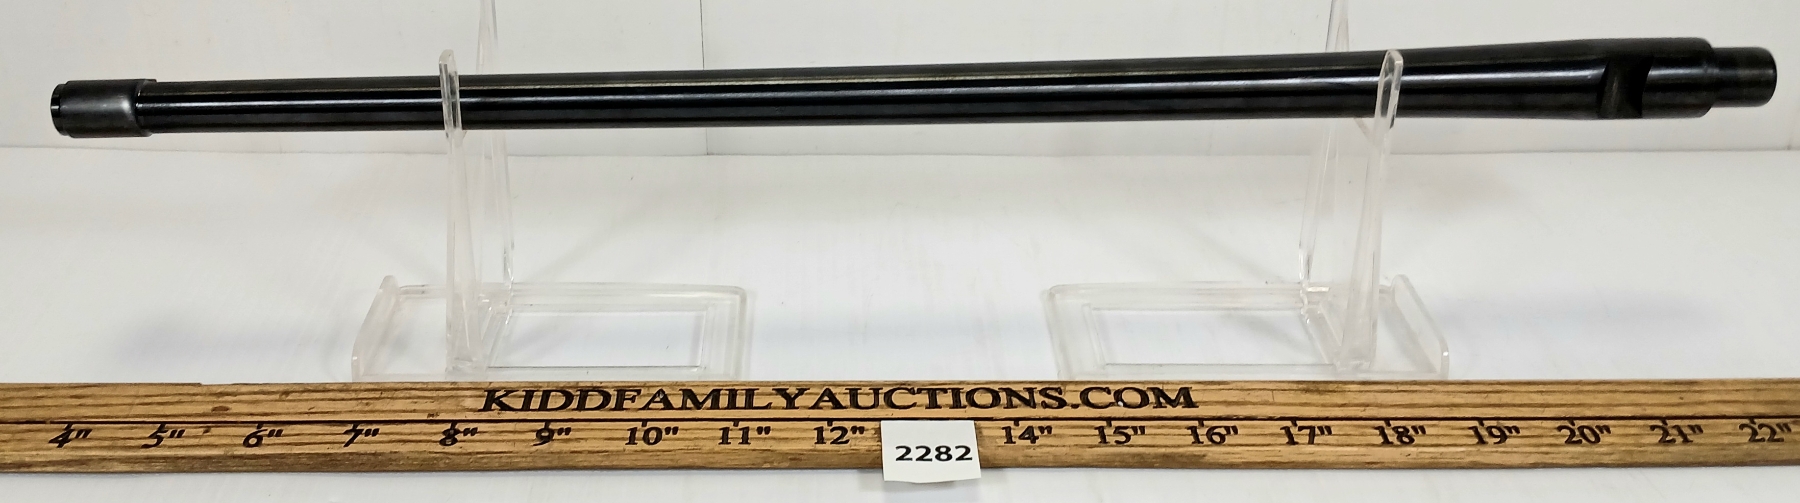 KIDDFAMILYAUCTIONS.COM
4" 5" 6" 7" 8" 9" 10" 11" 12" 14" 15" 16" 17" 18" 19" 20" 21" 22"
2282